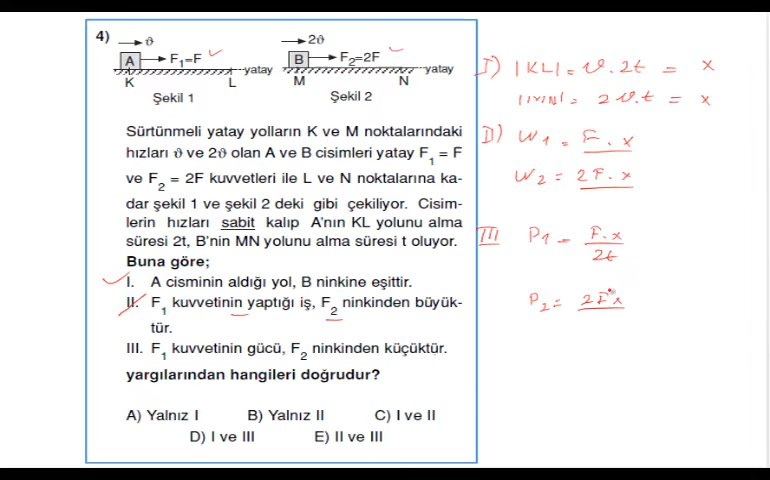 4)
ϑ
2ϑ
A F₁=F
B F₂=2F
yatay
yatay
K L
M N
Şekil 1
Şekil 2
Sürtünmeli yatay yolların K ve M noktalarındaki
hızları ϑ ve 2ϑ olan A ve B cisimleri yatay F₁ = F
ve F₂ = 2F kuvvetleri ile L ve N noktalarına ka-
dar şekil 1 ve şekil 2 deki gibi çekiliyor. Cisim-
lerin hızları sabit kalıp A'nın KL yolunu alma
süresi 2t, B'nin MN yolunu alma süresi t oluyor.
Buna göre;
I. A cisminin aldığı yol, B ninkine eşittir.
II. F₁ kuvvetinin yaptığı iş, F₂ ninkinden büyük-
tür.
III. F₁ kuvvetinin gücü, F₂ ninkinden küçüktür.
yargılarından hangileri doğrudur?
A) Yalnız I B) Yalnız II C) I ve II
D) I ve III E) II ve III
I) |KL| = ϑ.2t = x
|MN| = 2ϑ.t = x
II) W₁ = F.x
W₂ = 2F.x
III P₁ = F.x / 2t
P₂ = 2F.x